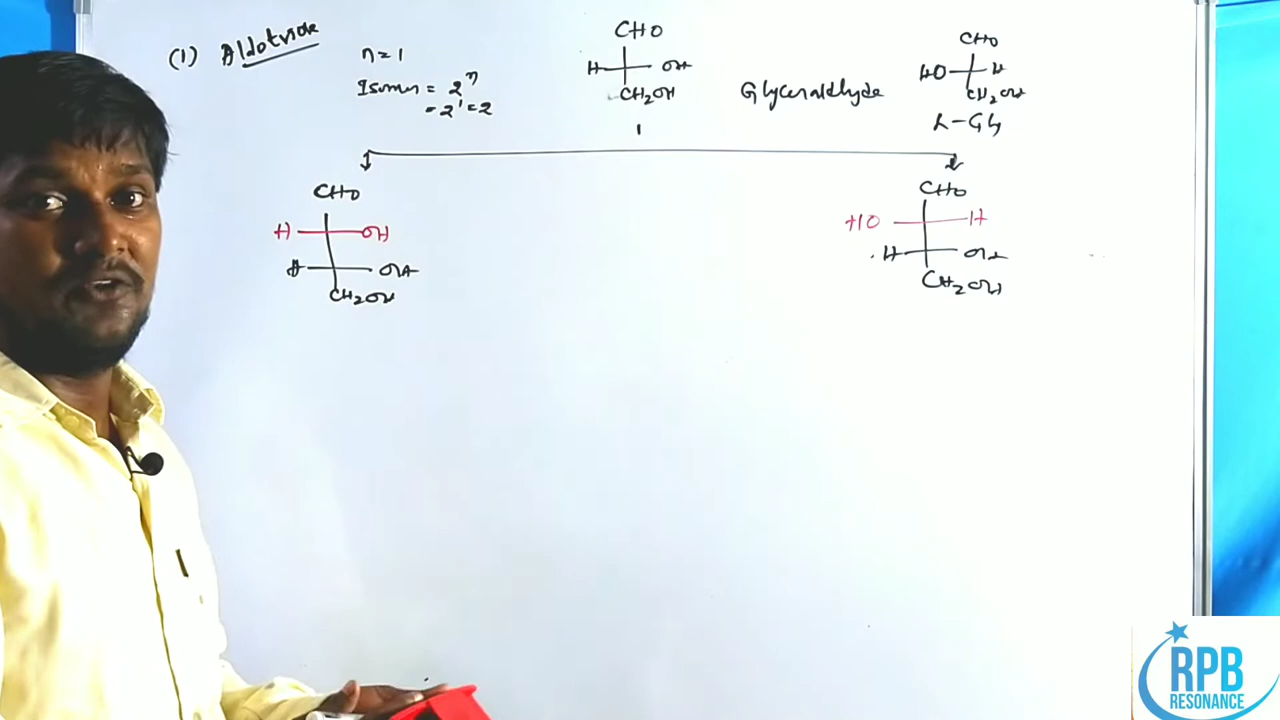 (1) Aldotriose
n = 1
Isomers = 2ⁿ
= 2¹ = 2
CHO
H OH
CH2OH
Glyceraldehyde
CHO
HO H
CH2OH
L-Gly
CHO
H OH
H OH
CH2OH
CHO
HO H
H OH
CH2OH
RPB
RESONANCE